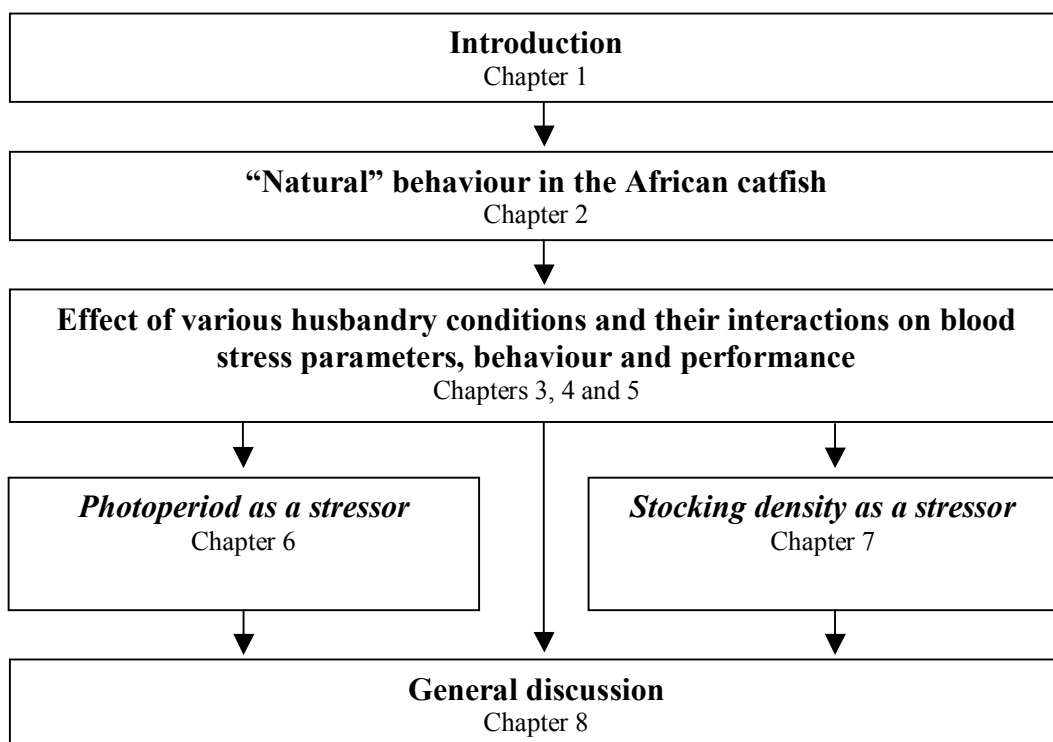 Introduction
Chapter 1
“Natural” behaviour in the African catfish
Chapter 2
Effect of various husbandry conditions and their interactions on blood
stress parameters, behaviour and performance
Chapters 3, 4 and 5
Photoperiod as a stressor
Chapter 6
Stocking density as a stressor
Chapter 7
General discussion
Chapter 8